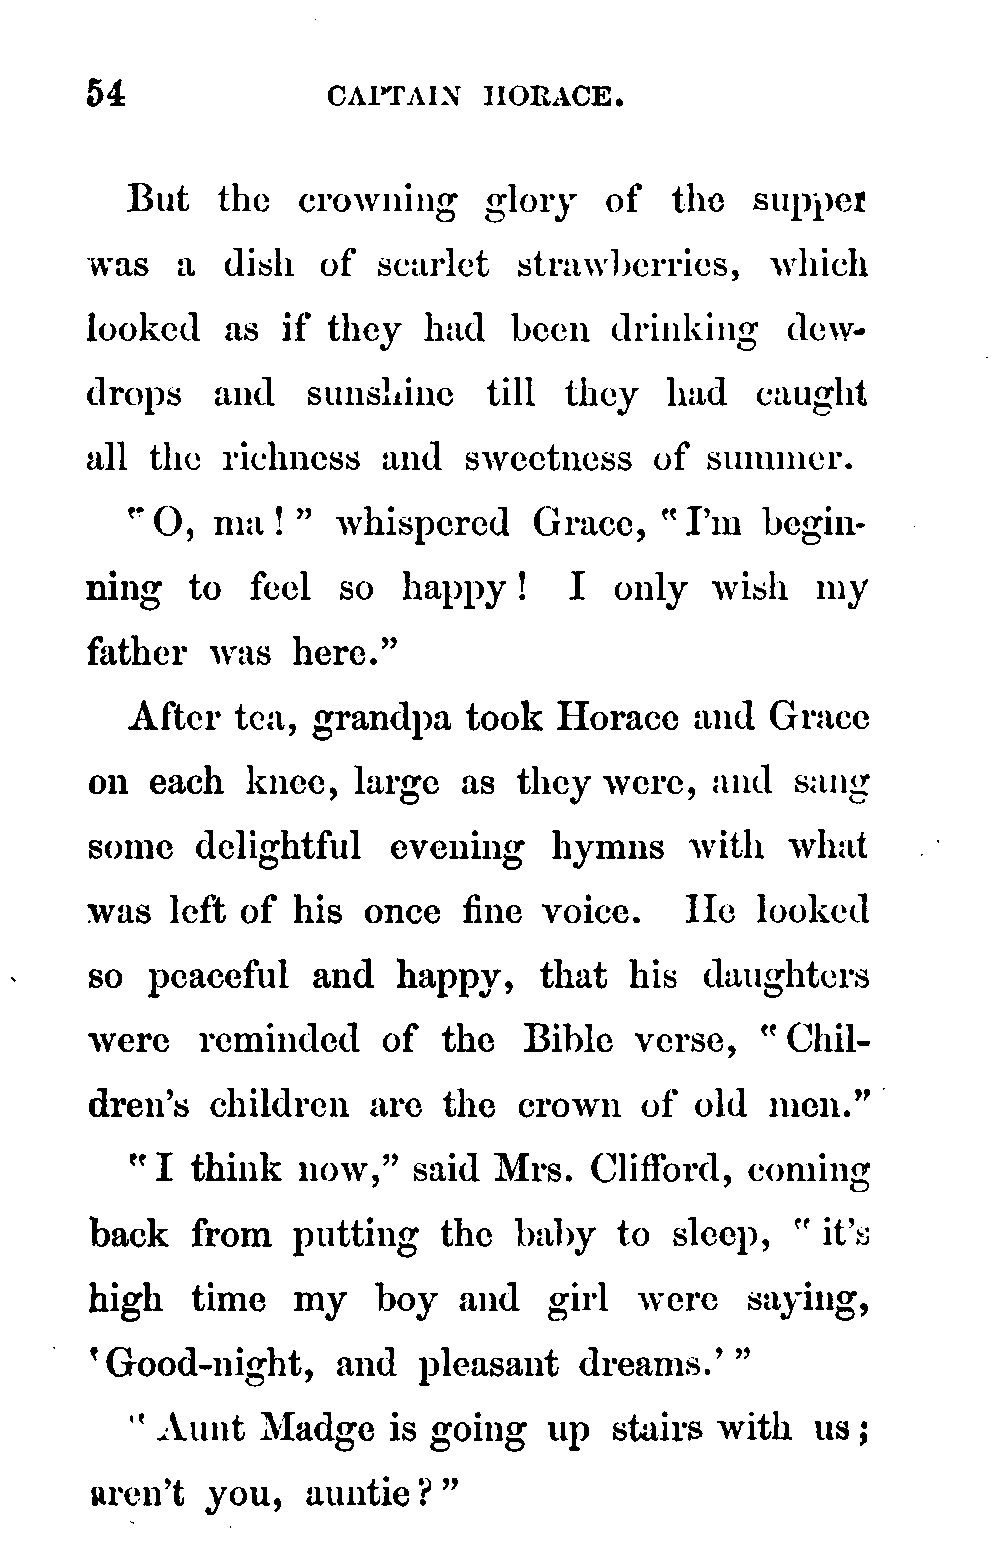 54 CAPTAIN HORACE.
But the crowning glory of the supper
was a dish of scarlet strawberries, which
looked as if they had been drinking dew-
drops and sunshine till they had caught
all the richness and sweetness of summer.
"O, ma!" whispered Grace, "I'm begin-
ning to feel so happy! I only wish my
father was here."
After tea, grandpa took Horace and Grace
on each knee, large as they were, and sang
some delightful evening hymns with what
was left of his once fine voice. He looked
so peaceful and happy, that his daughters
were reminded of the Bible verse, "Chil-
dren's children are the crown of old men."
"I think now," said Mrs. Clifford, coming
back from putting the baby to sleep, "it's
high time my boy and girl were saying,
'Good-night, and pleasant dreams.'"
"Aunt Madge is going up stairs with us;
aren't you, auntie?"